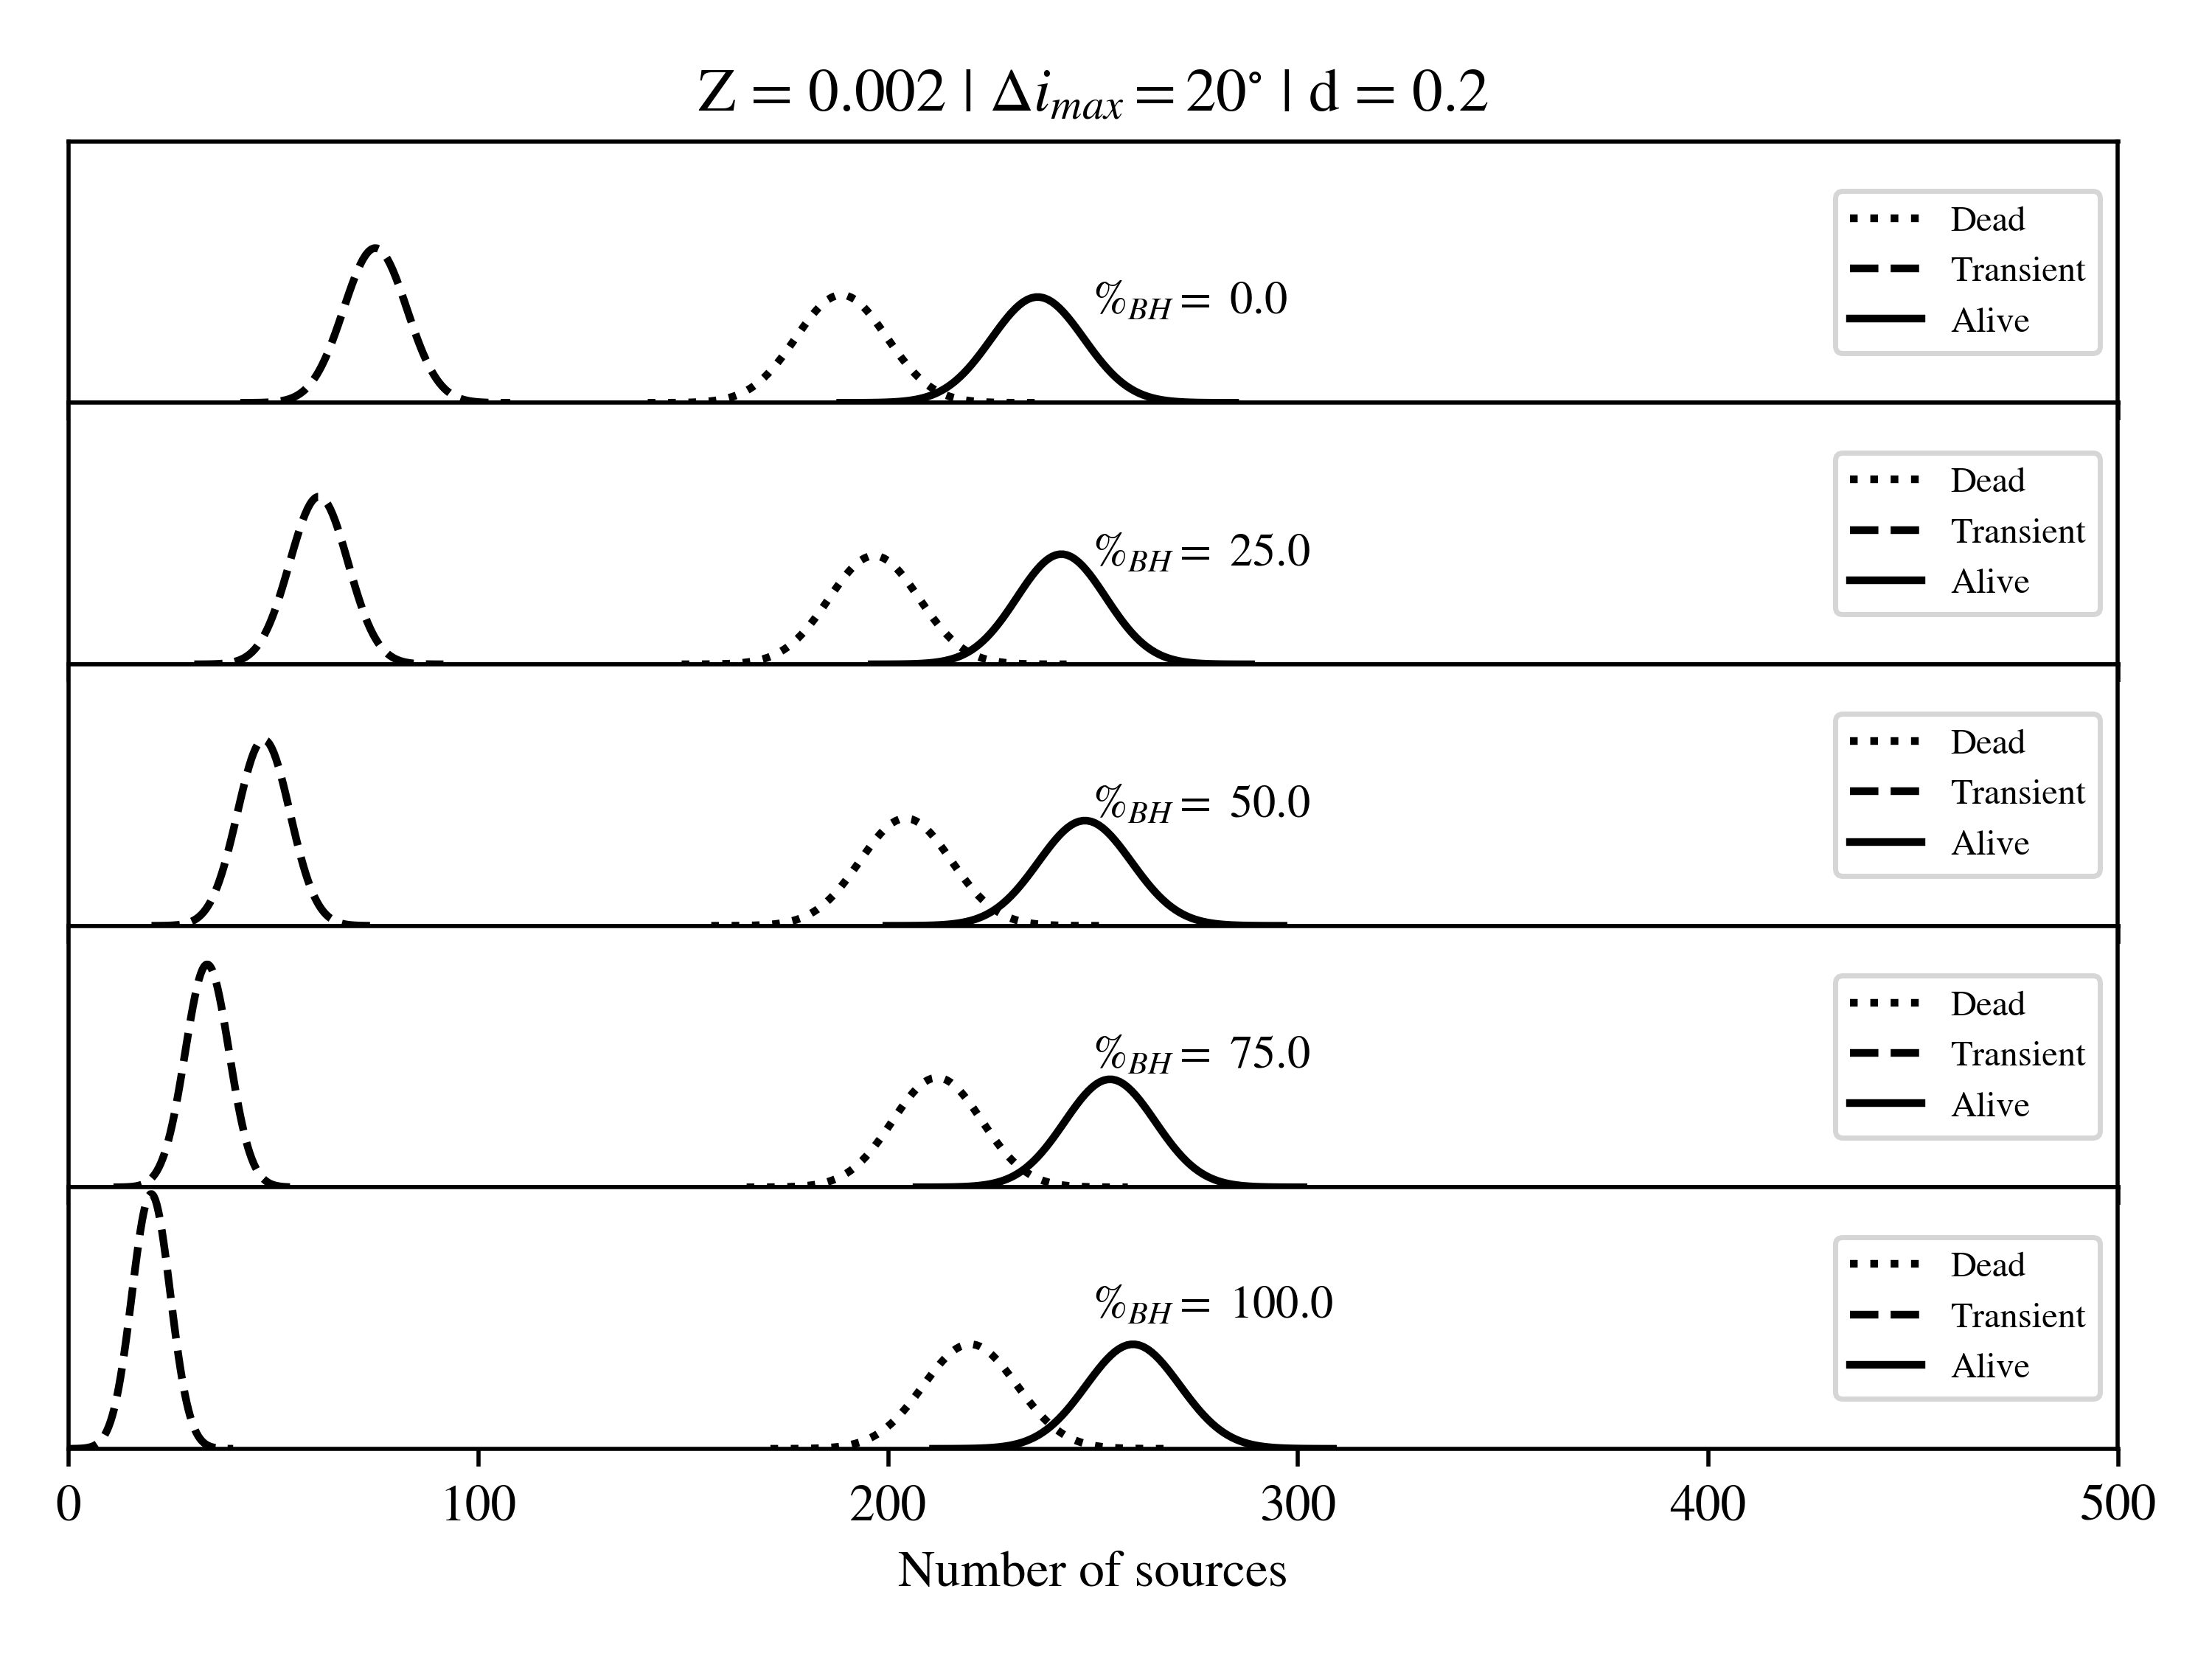 Z = 0.002 | Δi_max = 20° | d = 0.2
%_BH = 0.0
Dead
Transient
Alive
%_BH = 25.0
Dead
Transient
Alive
%_BH = 50.0
Dead
Transient
Alive
%_BH = 75.0
Dead
Transient
Alive
%_BH = 100.0
Dead
Transient
Alive
0 100 200 300 400 500
Number of sources